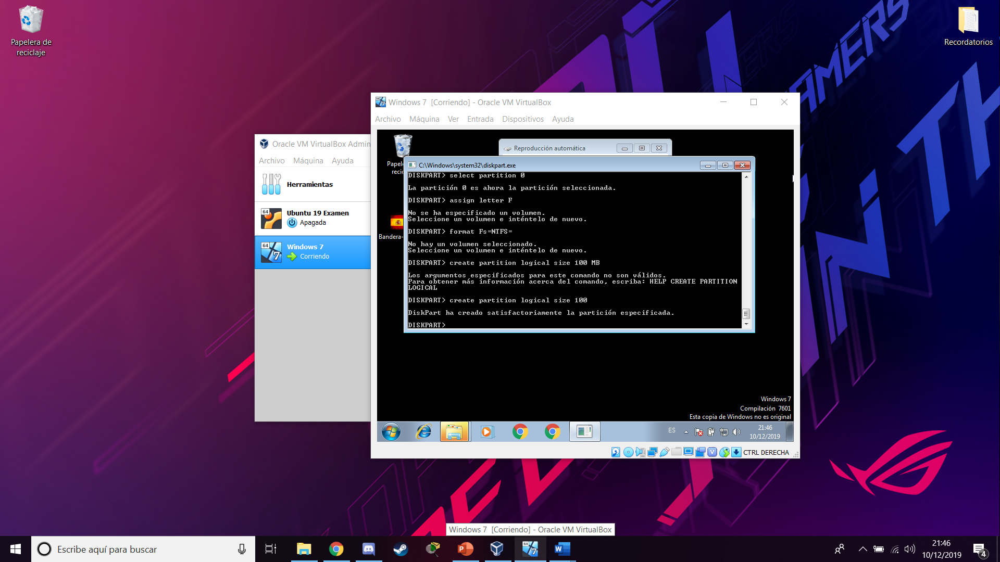 Papelera de
reciclaje
Recordatorios
Windows 7 [Corriendo] - Oracle VM VirtualBox
Archivo Máquina Ver Entrada Dispositivos Ayuda
Oracle VM VirtualBox Admin
Archivo Máquina Ayuda
Herramientas
64
Ubuntu 19 Examen
Apagada
64
Windows 7
Corriendo
Reproducción automática
C:\Windows\system32\diskpart.exe
DISKPART> select partition 0
La partición 0 es ahora la partición seleccionada.
DISKPART> assign letter F
No se ha especificado un volumen.
Seleccione un volumen e inténtelo de nuevo.
DISKPART> format Fs=NTFS=
No hay un volumen seleccionado.
Seleccione un volumen e inténtelo de nuevo.
DISKPART> create partition logical size 100 MB
Los argumentos especificados para este comando no son válidos.
Para obtener más información acerca del comando, escriba: HELP CREATE PARTITION
LOGICAL
DISKPART> create partition logical size 100
DiskPart ha creado satisfactoriamente la partición especificada.
DISKPART>
Bandera-
Windows 7
Compilación 7601
Esta copia de Windows no es original
ES
21:46
10/12/2019
CTRL DERECHA
Windows 7 [Corriendo] - Oracle VM VirtualBox
Escribe aquí para buscar
21:46
10/12/2019
4